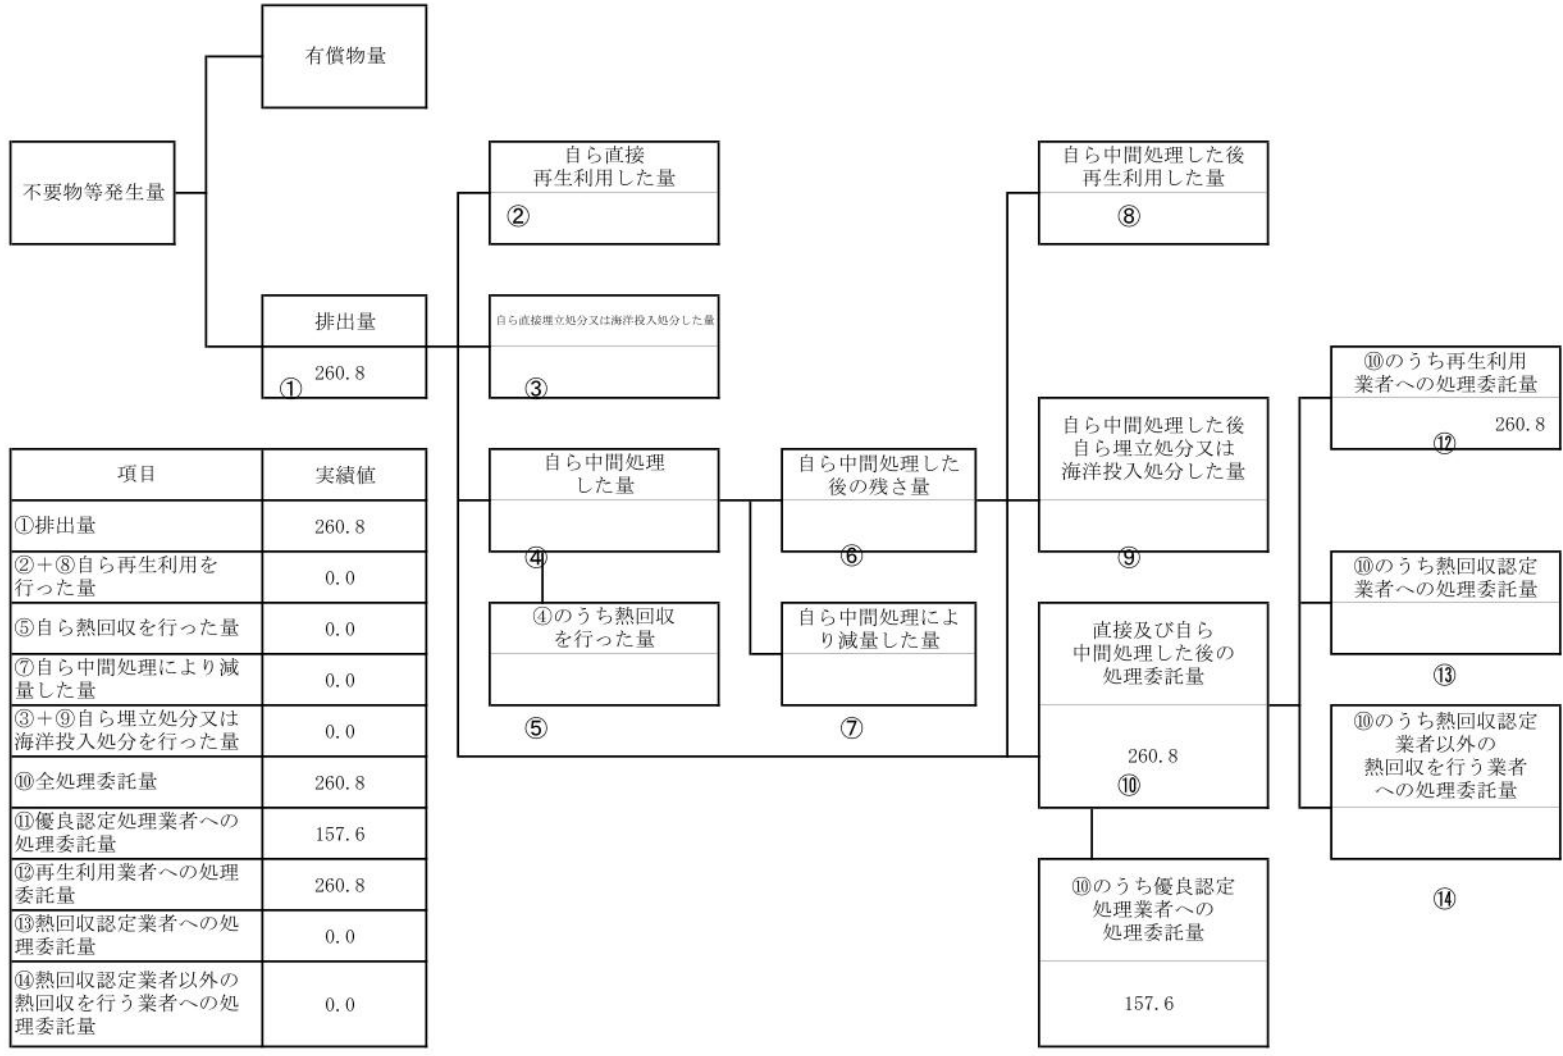 有償物量
不要物等発生量
自ら直接
再生利用した量
②
自ら中間処理した後
再生利用した量
⑧
排出量
260.8
①
自ら直接埋立処分又は海洋投入処分した量
③
⑩のうち再生利用
業者への処理委託量
260.8
⑫
自ら中間処理した後
自ら埋立処分又は
海洋投入処分した量
⑨
自ら中間処理
した量
④
自ら中間処理した
後の残さ量
⑥
④のうち熱回収
を行った量
⑤
自ら中間処理によ
り減量した量
⑦
直接及び自ら
中間処理した後の
処理委託量
260.8
⑩
⑩のうち熱回収認定
業者への処理委託量
⑬
⑩のうち熱回収認定
業者以外の
熱回収を行う業者
への処理委託量
⑭
⑩のうち優良認定
処理業者への
処理委託量
157.6
項目 実績値
①排出量 260.8
②+⑧自ら再生利用を
行った量 0.0
⑤自ら熱回収を行った量 0.0
⑦自ら中間処理により減
量した量 0.0
③+⑨自ら埋立処分又は
海洋投入処分を行った量 0.0
⑩全処理委託量 260.8
⑪優良認定処理業者への
処理委託量 157.6
⑫再生利用業者への処理
委託量 260.8
⑬熱回収認定業者への処
理委託量 0.0
⑭熱回収認定業者以外の
熱回収を行う業者への処
理委託量 0.0